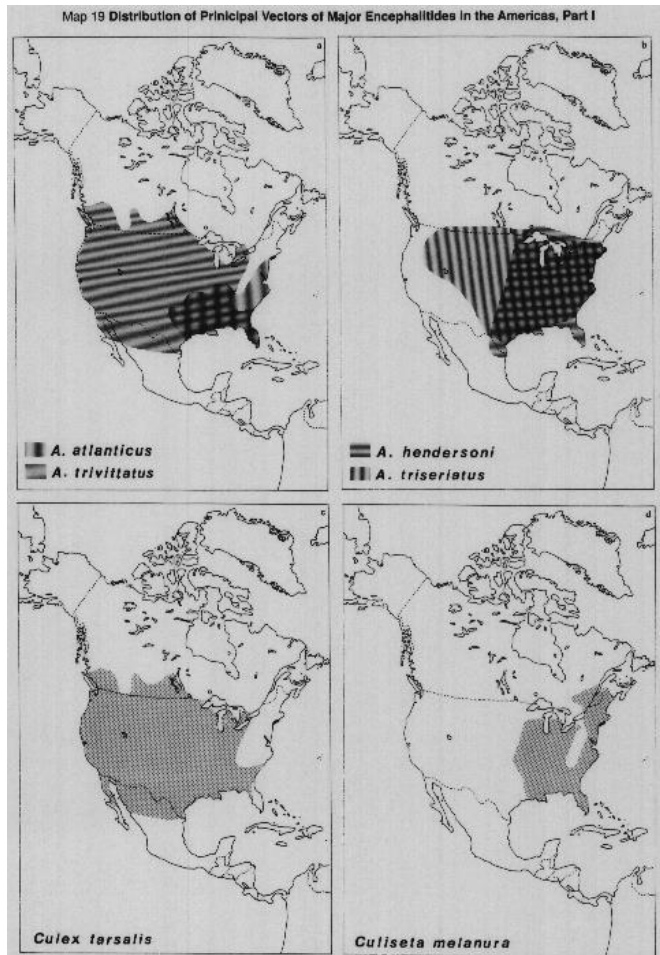 Map 19 Distribution of Prinicipal Vectors of Major Encephalitides in the Americas, Part I
a
b
A. atlanticus
A. trivittatus
A. hendersoni
A. triseriatus
c
d
Culex tarsalis
Culiseta melanura